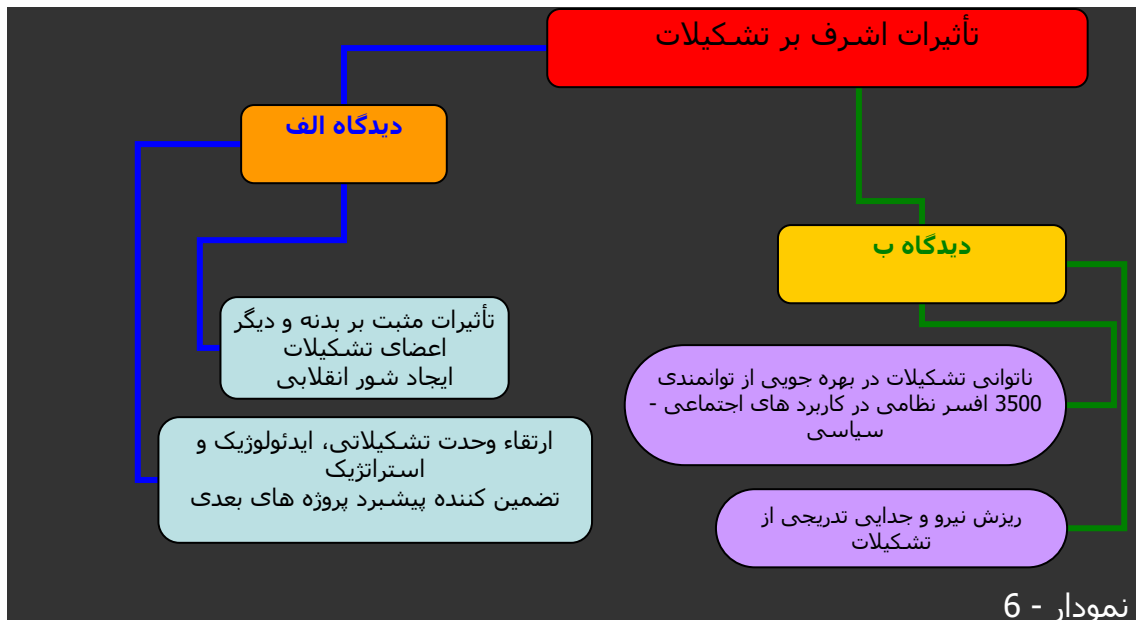 تأثیرات اشرف بر تشکیلات
دیدگاه الف
دیدگاه ب
تأثیرات مثبت بر بدنه و دیگر
اعضای تشکیلات
ایجاد شور انقلابی
ارتقاء وحدت تشکیلاتی، ایدئولوژیک و
استراتژیک
تضمین کننده پیشبرد پروژه های بعدی
ناتوانی تشکیلات در بهره جویی از توانمندی
3500 افسر نظامی در کاربرد های اجتماعی -
سیاسی
ریزش نیرو و جدایی تدریجی از
تشکیلات
نمودار - 6